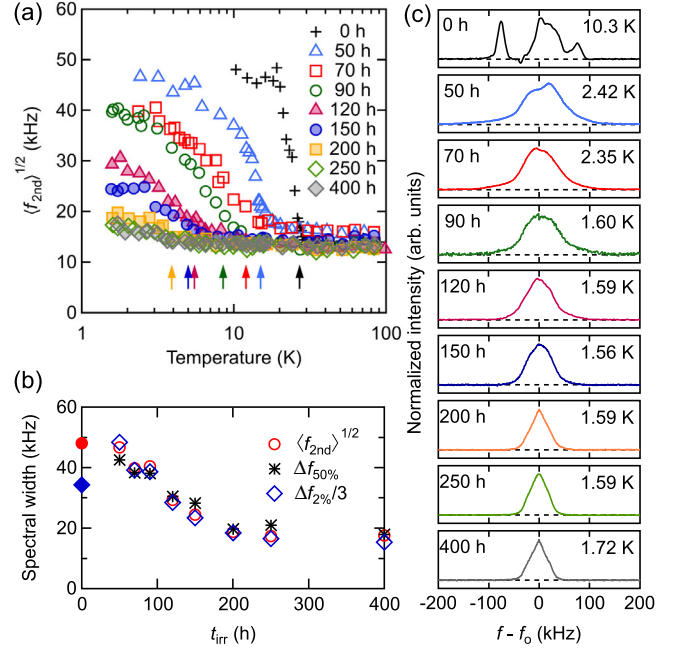 (a)
60
50
40
30
20
10
0
⟨f2nd⟩1/2
(kHz)
0 h
50 h
70 h
90 h
120 h
150 h
200 h
250 h
400 h
1
10
100
Temperature (K)
(b)
60
40
20
0
Spectral width (kHz)
⟨f2nd⟩1/2
Δf50%
Δf2%/3
0
100
200
300
400
tirr (h)
(c)
Normalized intensity (arb. units)
0 h 10.3 K
50 h 2.42 K
70 h 2.35 K
90 h 1.60 K
120 h 1.59 K
150 h 1.56 K
200 h 1.59 K
250 h 1.59 K
400 h 1.72 K
-200 -100 0 100 200
f - fo (kHz)